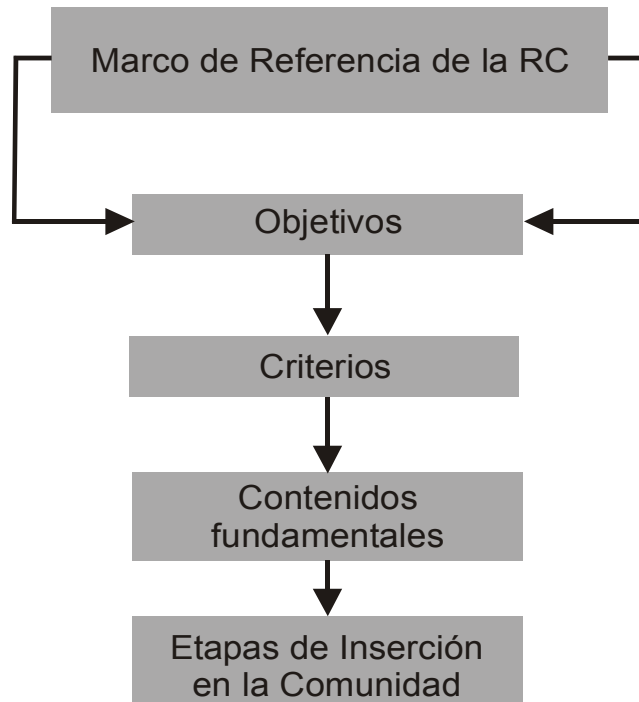 Marco de Referencia de la RC
Objetivos
Criterios
Contenidos
fundamentales
Etapas de Inserción
en la Comunidad